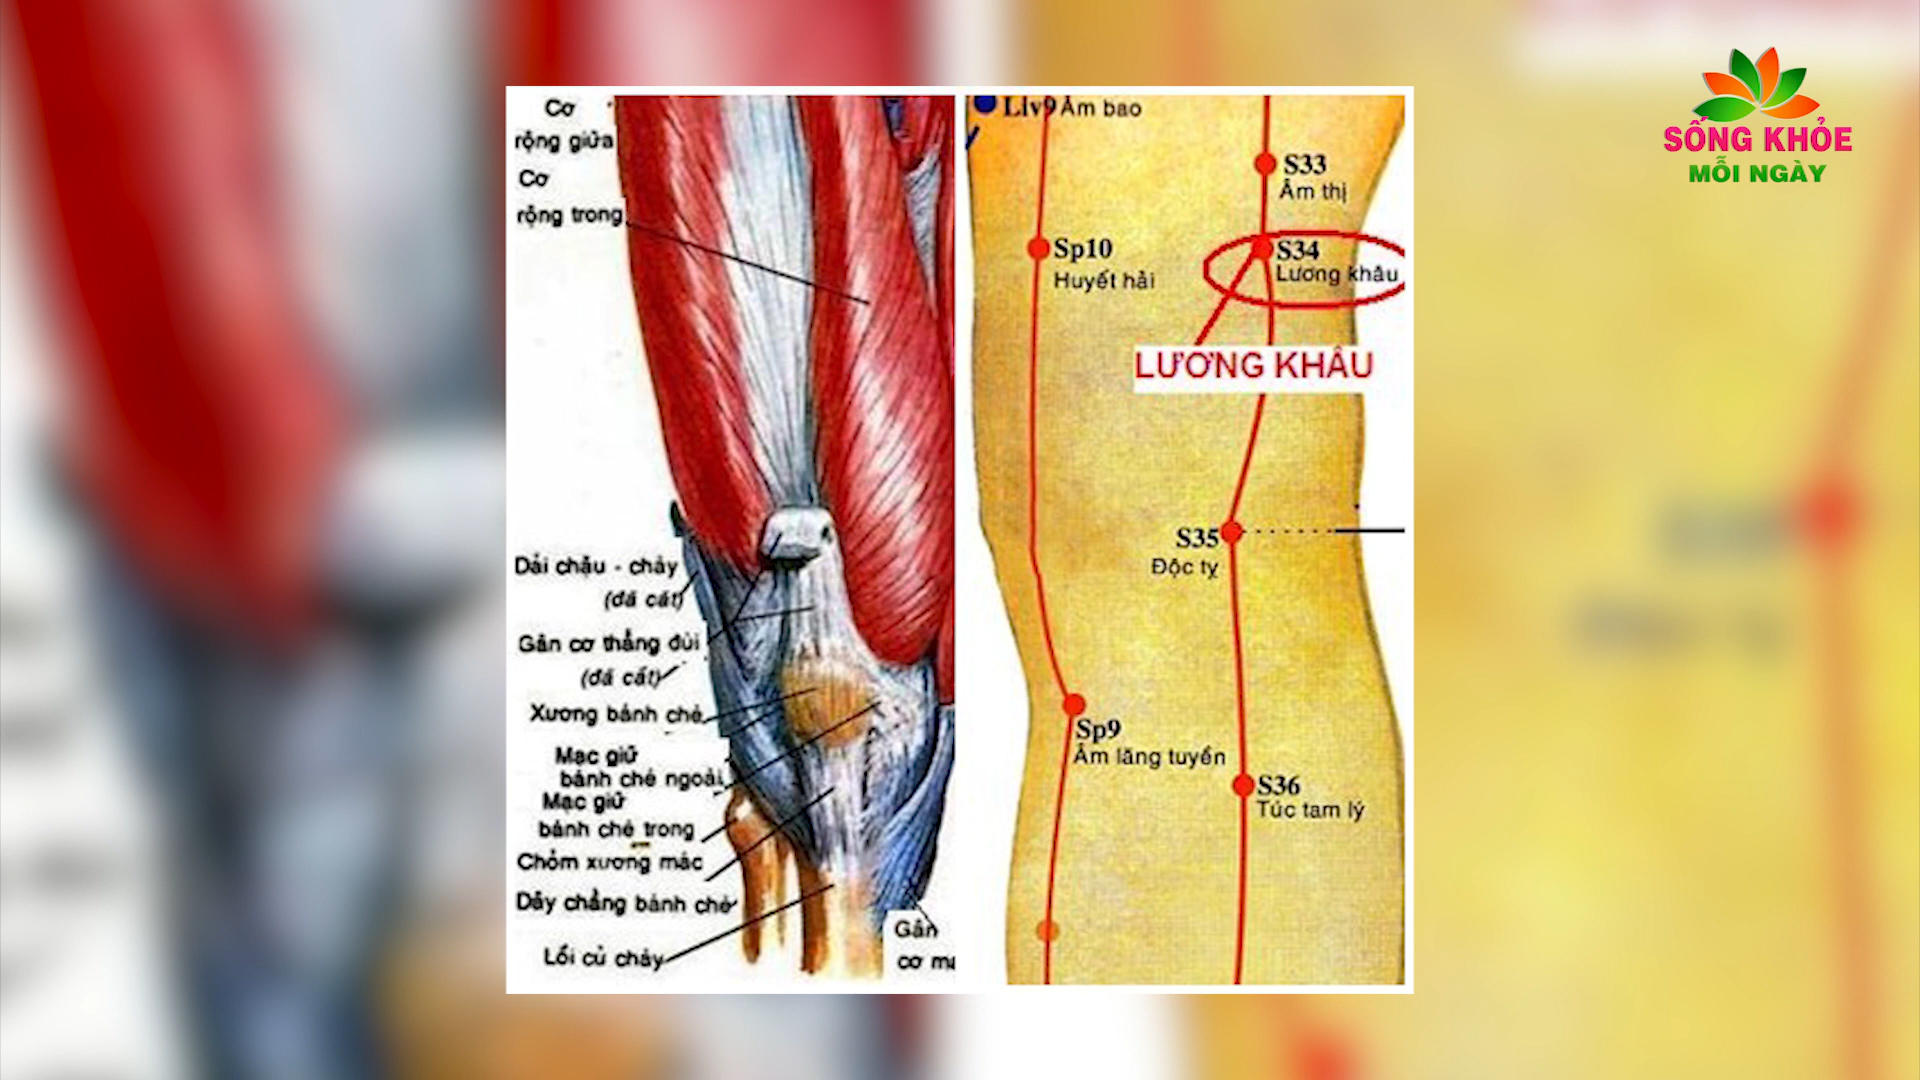 SỐNG KHỎE
MỖI NGÀY
Cơ
rộng giữa
Cơ
rộng trong
Dải chậu - chày
(đã cắt)
Gân cơ thẳng đùi
(đã cắt)
Xương bánh chè
Mạc giữ
bánh chè ngoài
Mạc giữ
bánh chè trong
Chỏm xương mác
Dây chằng bánh chè
Lồi củ chày
Gân
cơ
Liv9 Âm bao
S33
Âm thị
Sp10
Huyết hải
S34
Lương khâu
LƯƠNG KHÂU
S35
Độc tỵ
Sp9
Âm lăng tuyền
S36
Túc tam lý